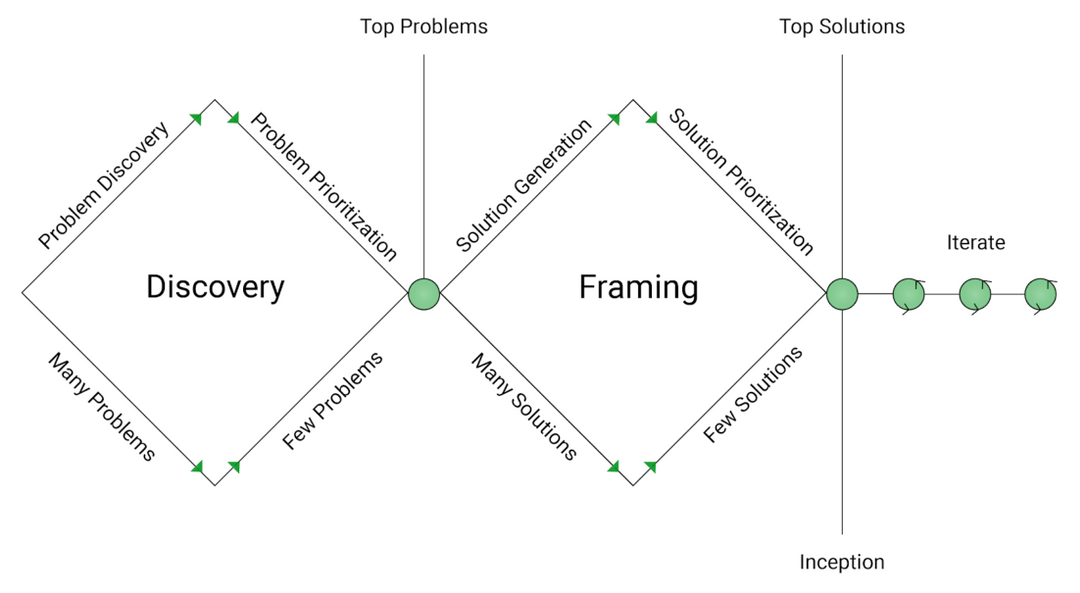 Top Problems
Top Solutions
Problem Discovery
Problem Prioritization
Solution Generation
Solution Prioritization
Iterate
Discovery
Framing
Many Problems
Few Problems
Many Solutions
Few Solutions
Inception